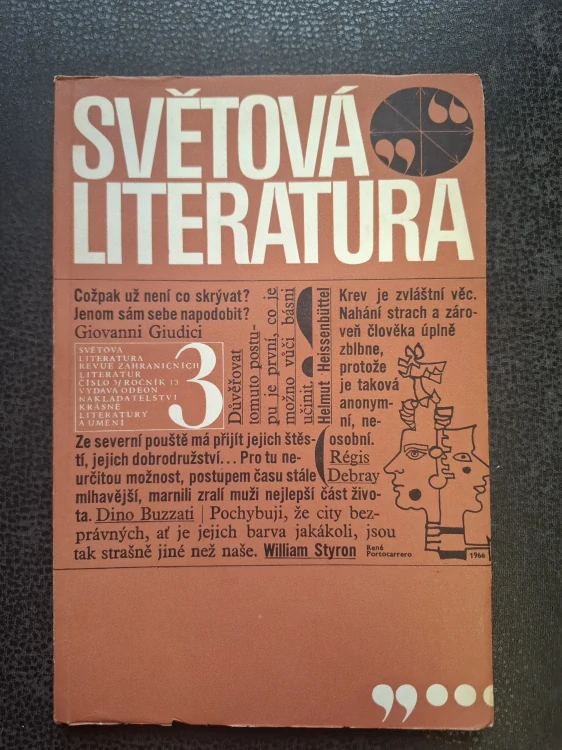 SVĚTOVÁ
LITERATURA
Cožpak už není co skrývat?
Jenom sám sebe napodobit?
Giovanni Giudici
SVĚTOVÁ
LITERATURA
REVUE ZAHRANIČNÍCH
LITERATUR
ČÍSLO 3/ROČNÍK 13
VYDÁVÁ ODEON
NAKLADATELSTVÍ
KRÁSNÉ
LITERATURY
A UMĚNÍ
3
Důvěřovat
tomuto postu-
pu je první, co je
možno vůči básni
učinit.
Helmut Heissenbüttel
Krev je zvláštní věc.
Nahání strach a záro-
veň člověka úplně
zblbne,
protože
je taková
anonym-
ní, ne-
osobní.
Régis
Debray
Ze severní pouště má přijít jejich štěs-
tí, jejich dobrodružství... Pro tu ne-
určitou možnost, postupem času stále
mlhavější, marnili zralí muži nejlepší část živo-
ta. Dino Buzzati | Pochybuji, že city bez-
právných, ať je jejich barva jakákoli, jsou
tak strašně jiné než naše. William Styron
René
Portocarrero
1966